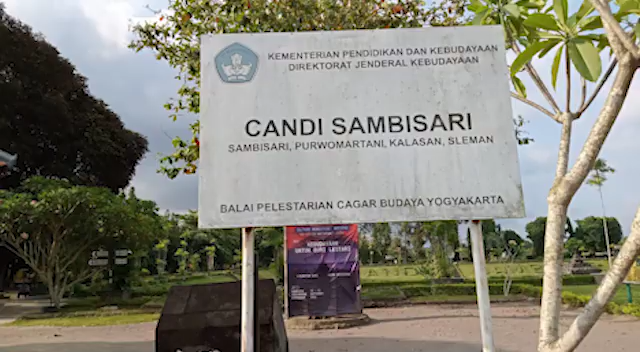 KEMENTERIAN PENDIDIKAN DAN KEBUDAYAAN
DIREKTORAT JENDERAL KEBUDAYAAN
CANDI SAMBISARI
SAMBISARI, PURWOMARTANI, KALASAN, SLEMAN
BALAI PELESTARIAN CAGAR BUDAYA YOGYAKARTA